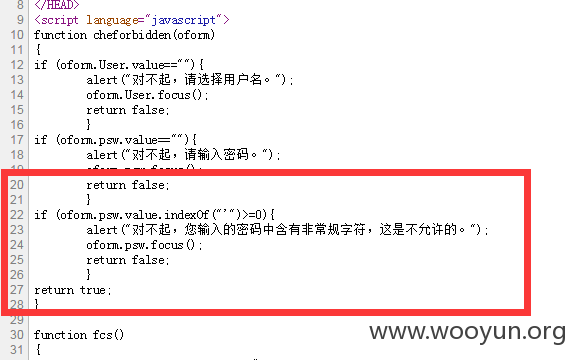 8 </HEAD>
9 <script language="javascript">
10 function cheforbidden(oform)
11 {
12 if (oform.User.value==""){
13 alert("对不起，请选择用户名。");
14 oform.User.focus();
15 return false;
16 }
17 if (oform.psw.value==""){
18 alert("对不起，请输入密码。");
19 oform.psw.focus();
20 return false;
21 }
22 if (oform.psw.value.indexOf("'")>=0){
23 alert("对不起，您输入的密码中含有非常规字符，这是不允许的。");
24 oform.psw.focus();
25 return false;
26 }
27 return true;
28 }
29
30 function fcs()
31 {
www.wooyun.org